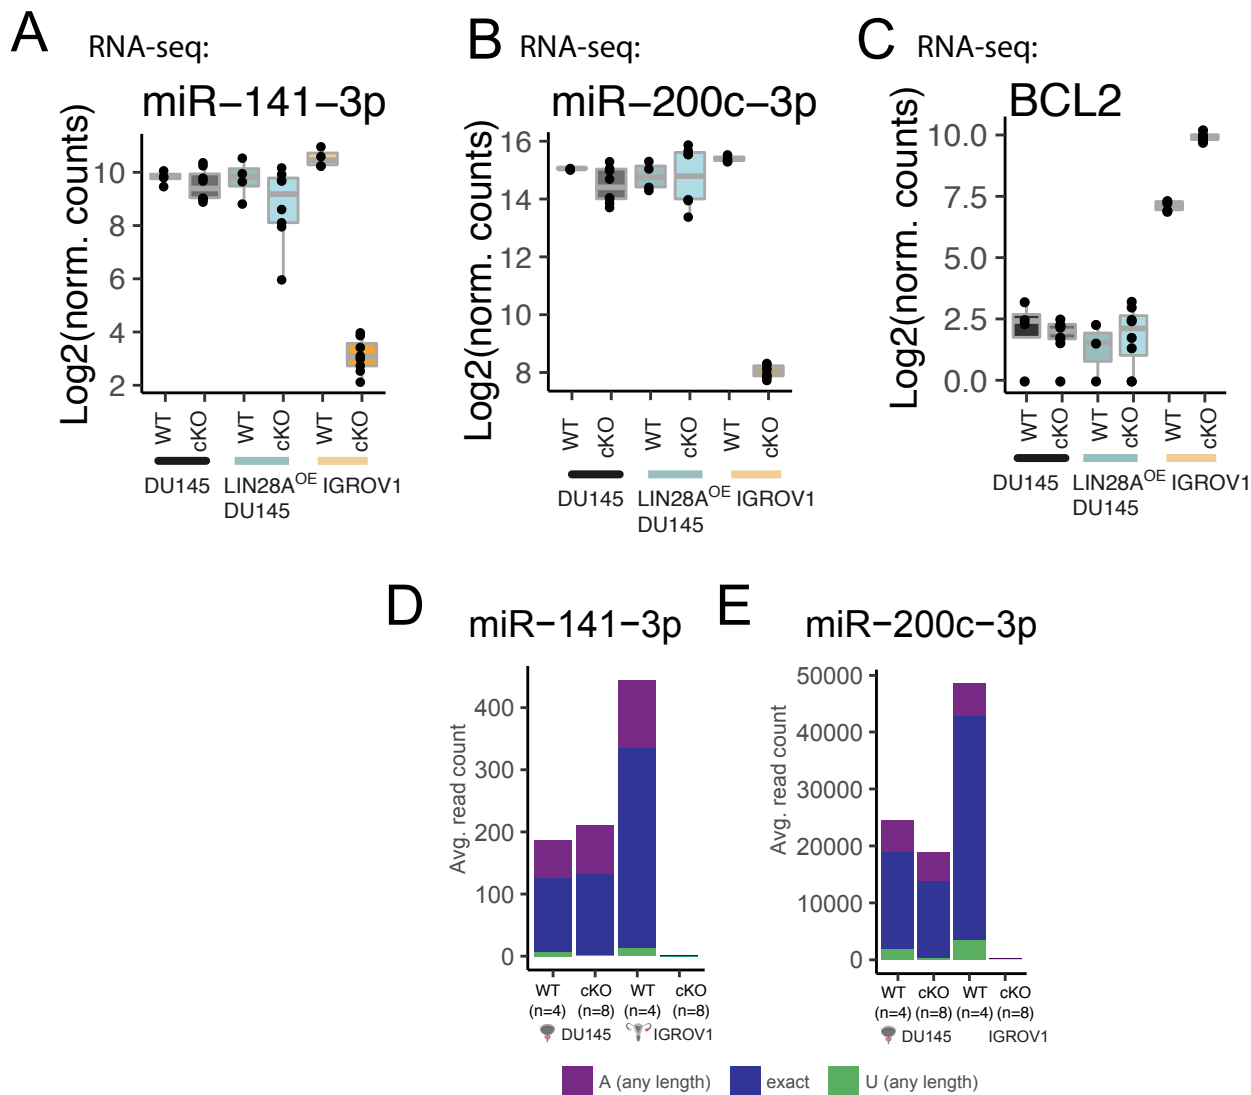 A
RNA-seq:
miR−141−3p
Log2(norm. counts)
10
8
6
4
2
WT
cKO
WT
cKO
WT
cKO
DU145
LIN28A^OE
DU145
IGROV1
B
RNA-seq:
miR−200c−3p
Log2(norm. counts)
16
14
12
10
8
WT
cKO
WT
cKO
WT
cKO
DU145
LIN28A^OE
DU145
IGROV1
C
RNA-seq:
BCL2
Log2(norm. counts)
10.0
7.5
5.0
2.5
0.0
WT
cKO
WT
cKO
WT
cKO
DU145
LIN28A^OE
DU145
IGROV1
D
miR−141−3p
Avg. read count
400
300
200
100
0
WT cKO WT cKO
(n=4) (n=8) (n=4) (n=8)
DU145 IGROV1
E
miR−200c−3p
Avg. read count
50000
40000
30000
20000
10000
0
WT cKO WT cKO
(n=4) (n=8) (n=4) (n=8)
DU145 IGROV1
A (any length) exact U (any length)